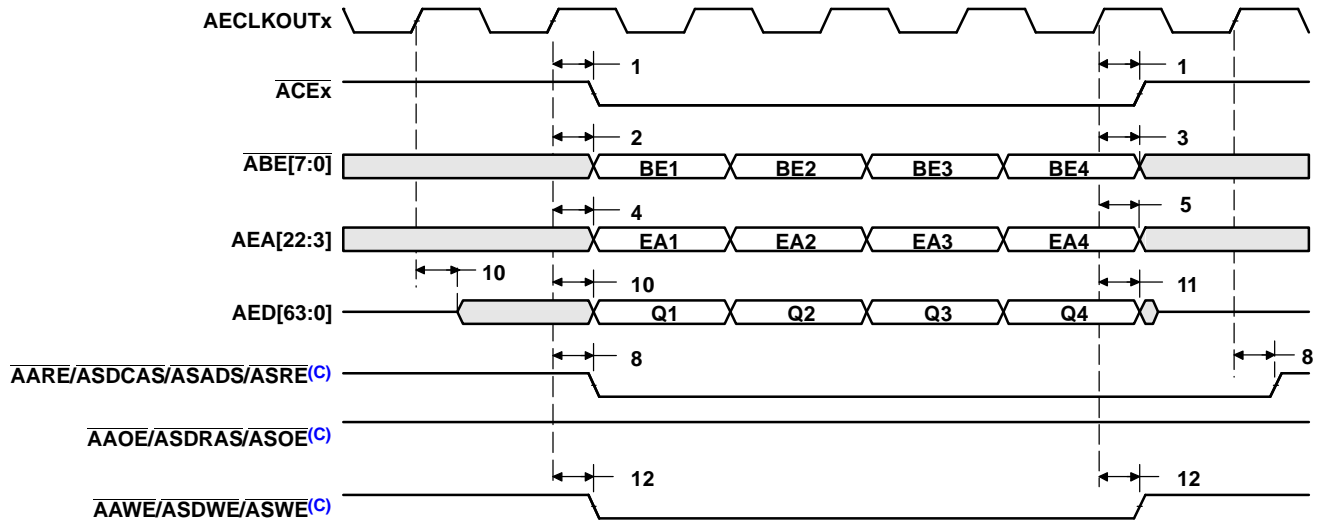 AECLKOUTx
1 1
ACEx
2 3
ABE[7:0] BE1 BE2 BE3 BE4
4 5
AEA[22:3] EA1 EA2 EA3 EA4
10
10 11
AED[63:0] Q1 Q2 Q3 Q4
8 8
AARE/ASDCAS/ASADS/ASRE(C)
AAOE/ASDRAS/ASOE(C)
12 12
AAWE/ASDWE/ASWE(C)